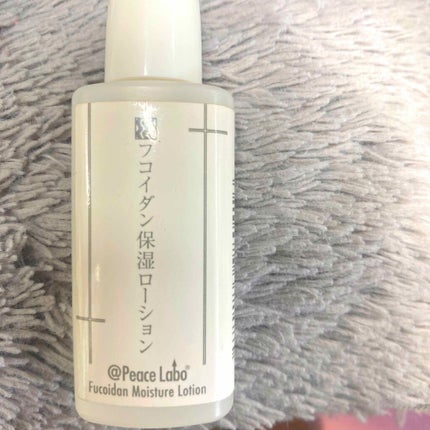 フコイダン保湿ローション
@Peace Labo®
Fucoidan Moisture Lotion